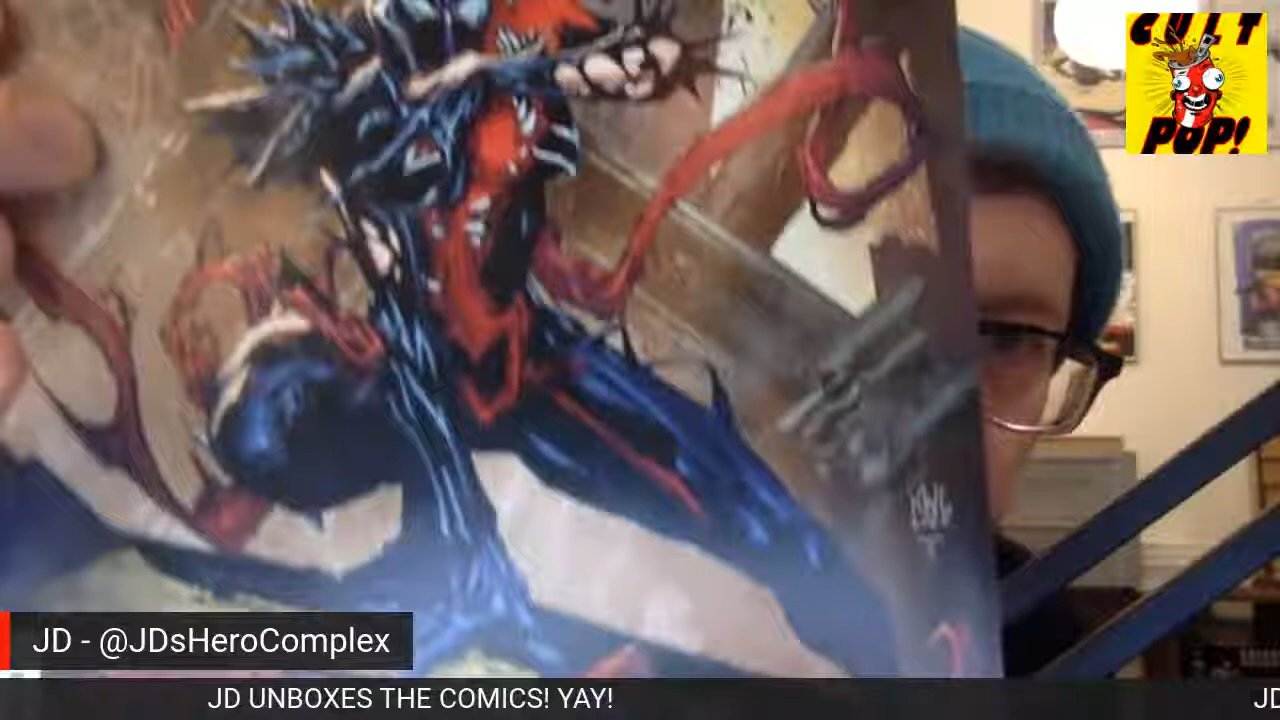 CULT
POP!
JD - @JDsHeroComplex
JD UNBOXES THE COMICS! YAY!
JD